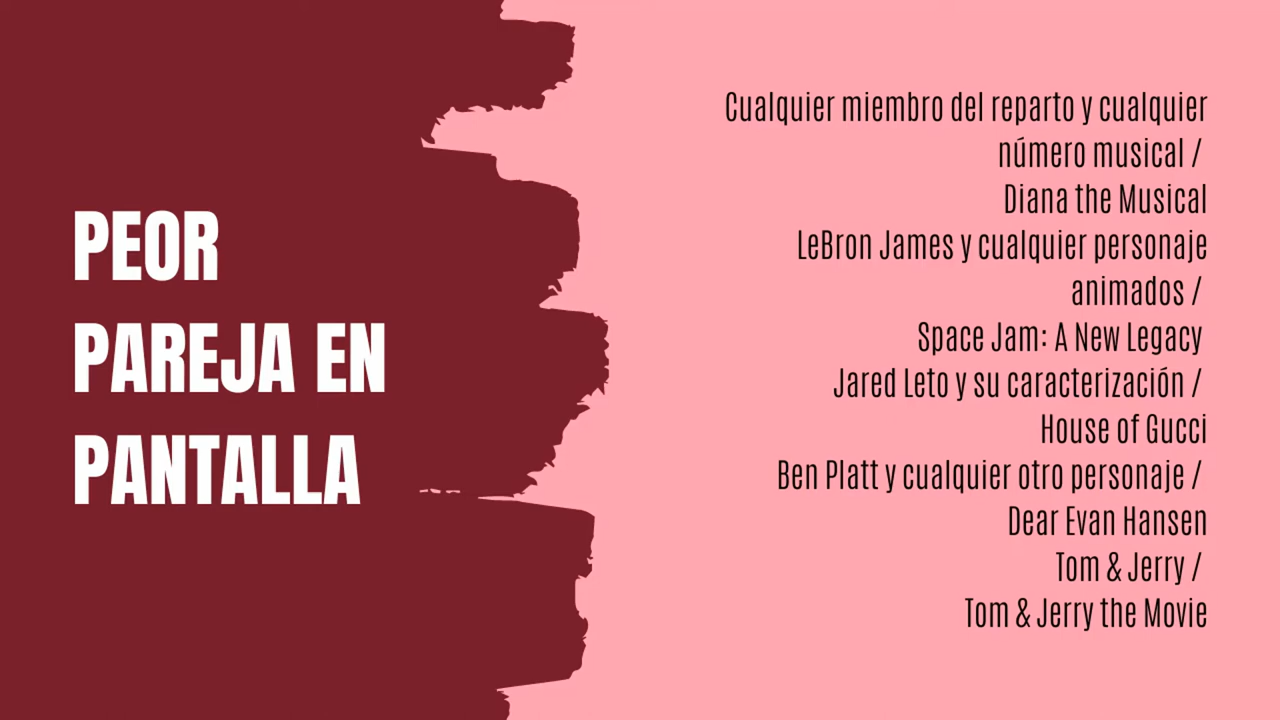 PEOR
PAREJA EN
PANTALLA
Cualquier miembro del reparto y cualquier
número musical /
Diana the Musical
LeBron James y cualquier personaje
animados /
Space Jam: A New Legacy
Jared Leto y su caracterización /
House of Gucci
Ben Platt y cualquier otro personaje /
Dear Evan Hansen
Tom & Jerry /
Tom & Jerry the Movie